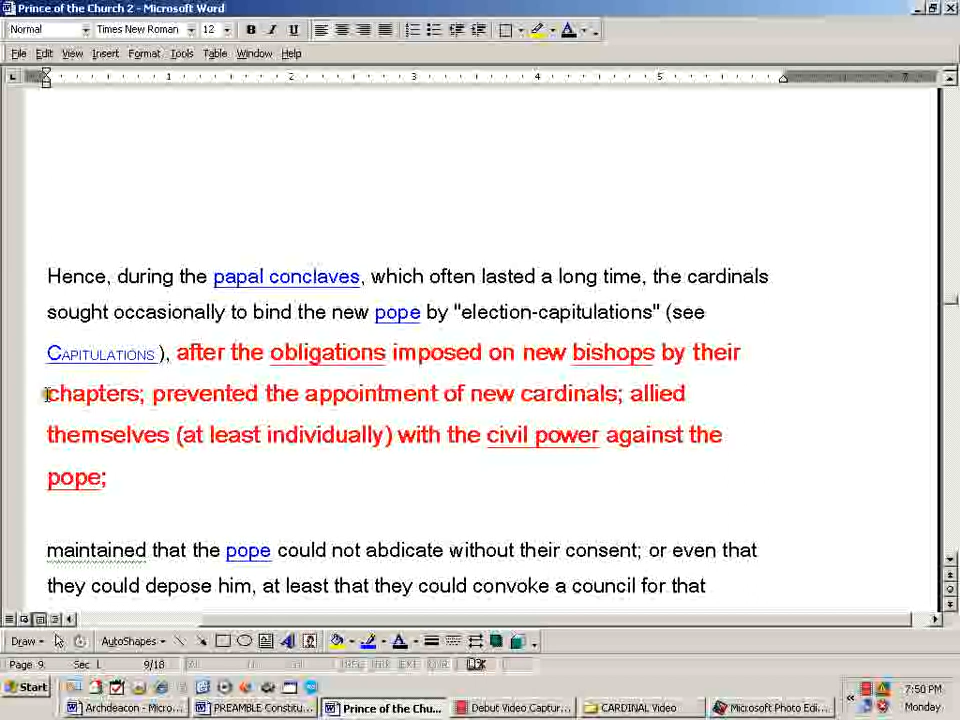 Prince of the Church 2 - Microsoft Word
Normal Times New Roman 12 B I U
File Edit View Insert Format Tools Table Window Help
1 2 3 4 5 7
Hence, during the papal conclaves, which often lasted a long time, the cardinals
sought occasionally to bind the new pope by "election-capitulations" (see
CAPITULATIONS), after the obligations imposed on new bishops by their
chapters; prevented the appointment of new cardinals; allied
themselves (at least individually) with the civil power against the
pope;
maintained that the pope could not abdicate without their consent; or even that
they could depose him, at least that they could convoke a council for that
Draw AutoShapes
Page 9 Sec 1 9/18
Start 7:50 PM
Monday
Archdeacon - Micro... PREAMBLE Constitu... Prince of the Chu... Debut Video Captur... CARDINAL Video Microsoft Photo Edi...